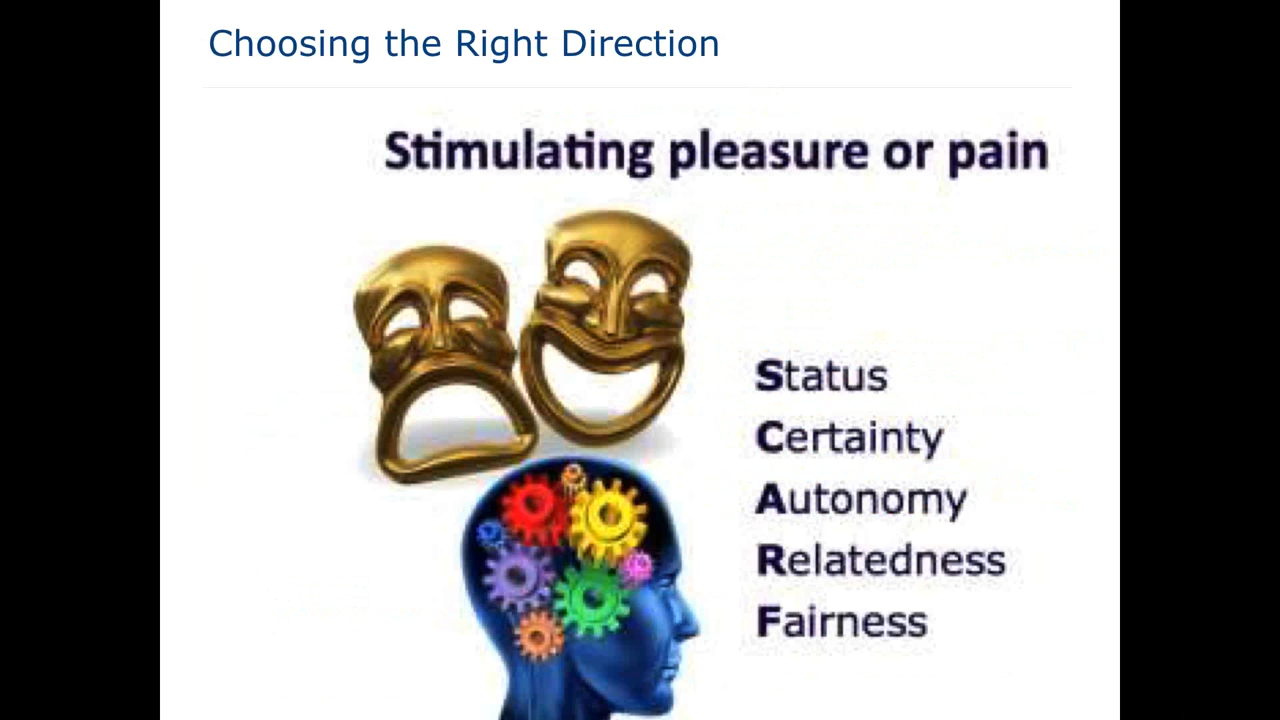 Choosing the Right Direction
Stimulating pleasure or pain
Status
Certainty
Autonomy
Relatedness
Fairness